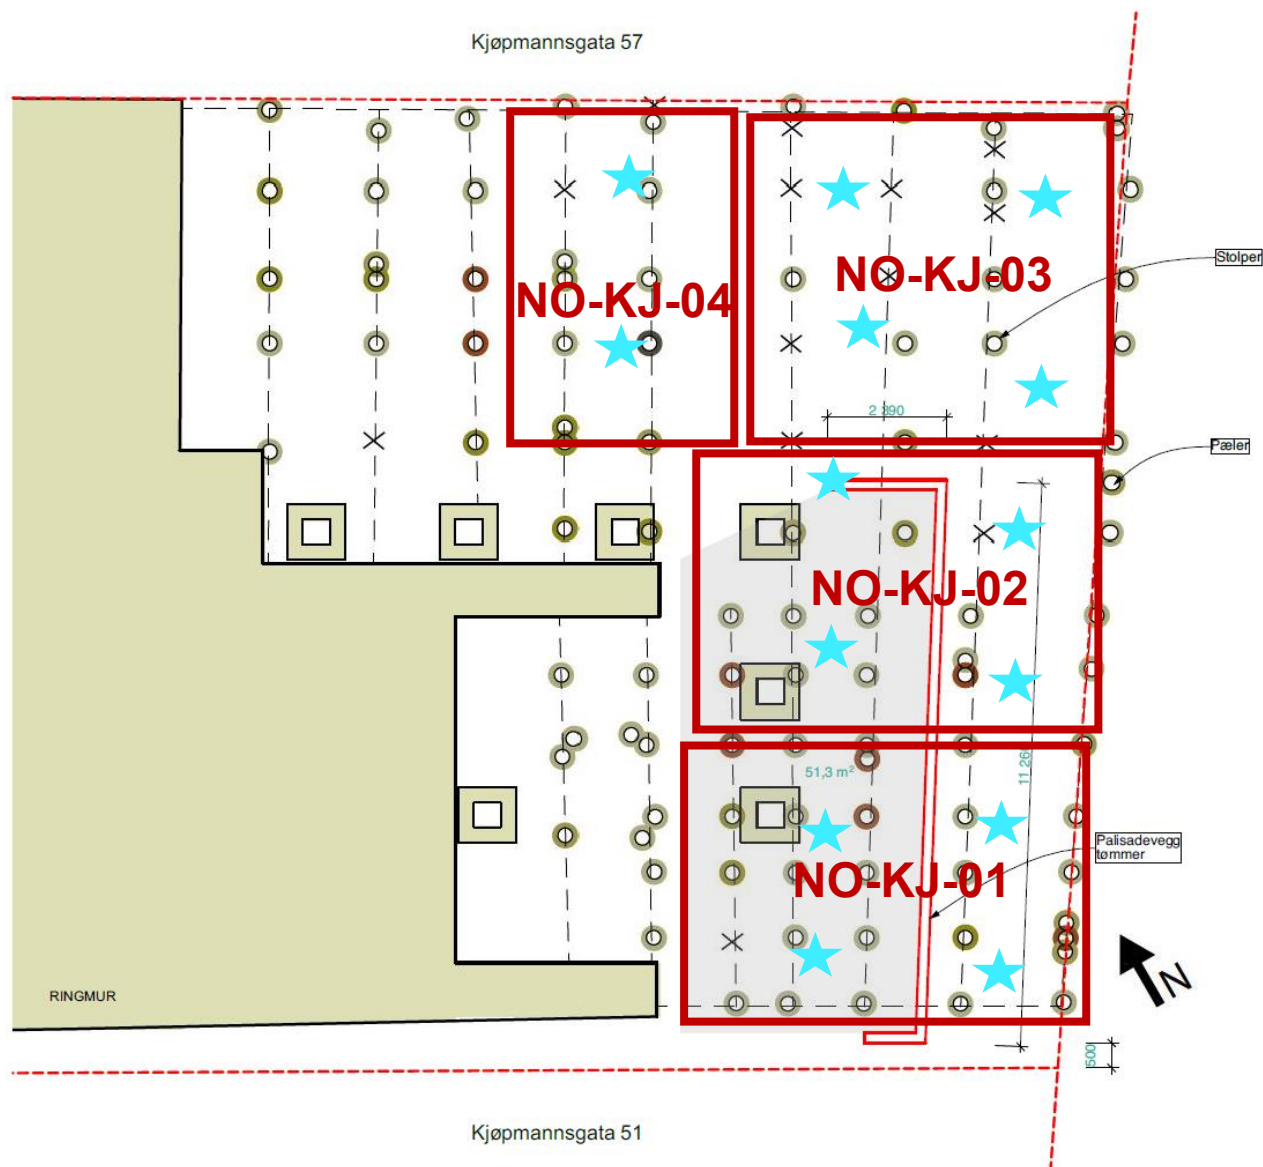 Kjøpmannsgata 57
Stolper
NO-KJ-03
NO-KJ-04
2 390
Pæler
NO-KJ-02
51,3 m²
11 260
Palisadevegg
tømmer
NO-KJ-01
N
RINGMUR
500
Kjøpmannsgata 51